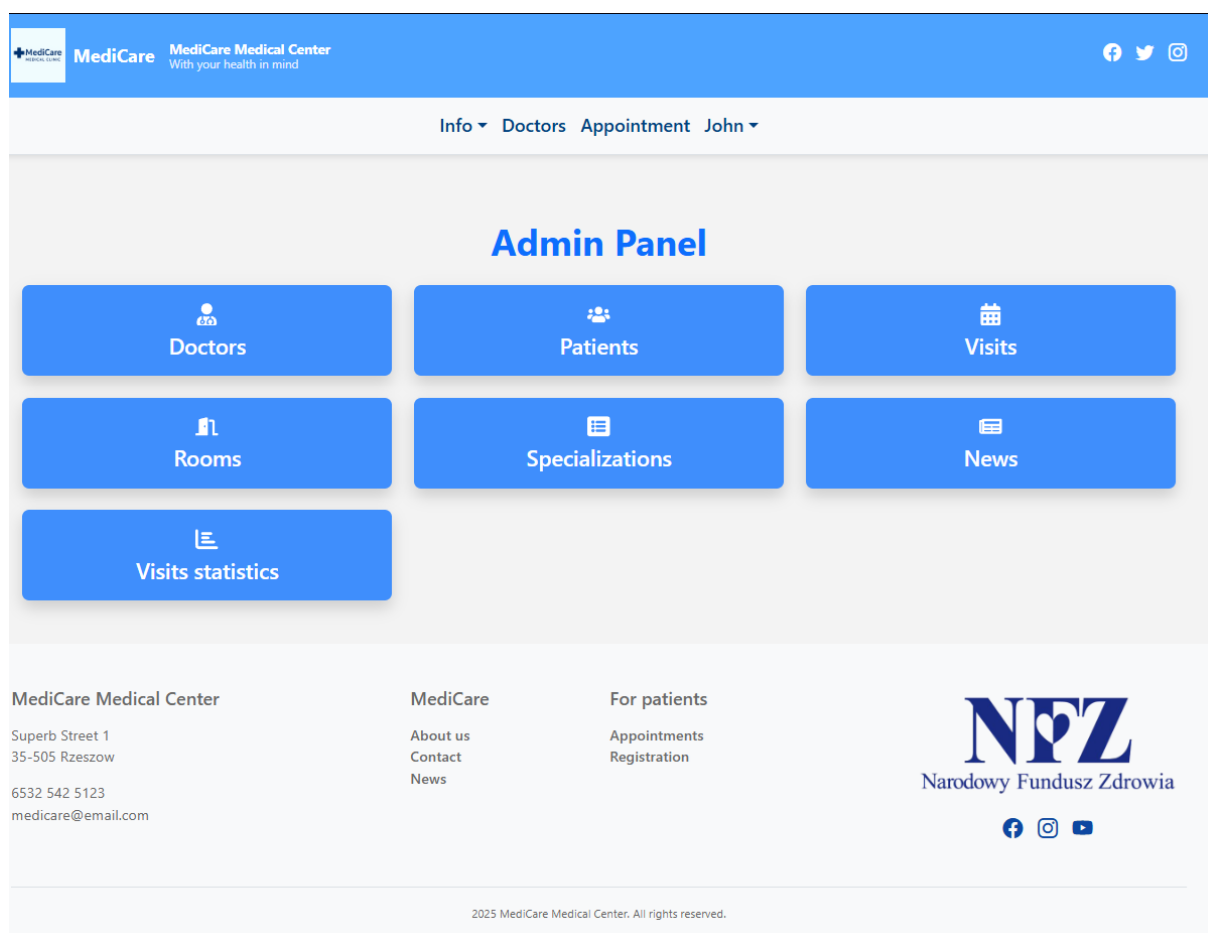 MediCare
MEDICAL CLINIC
MediCare
MediCare Medical Center
With your health in mind
Info Doctors Appointment John
Admin Panel
Doctors
Patients
Visits
Rooms
Specializations
News
Visits statistics
MediCare Medical Center
Superb Street 1
35-505 Rzeszow
6532 542 5123
medicare@email.com
MediCare
About us
Contact
News
For patients
Appointments
Registration
NFZ
Narodowy Fundusz Zdrowia
2025 MediCare Medical Center. All rights reserved.